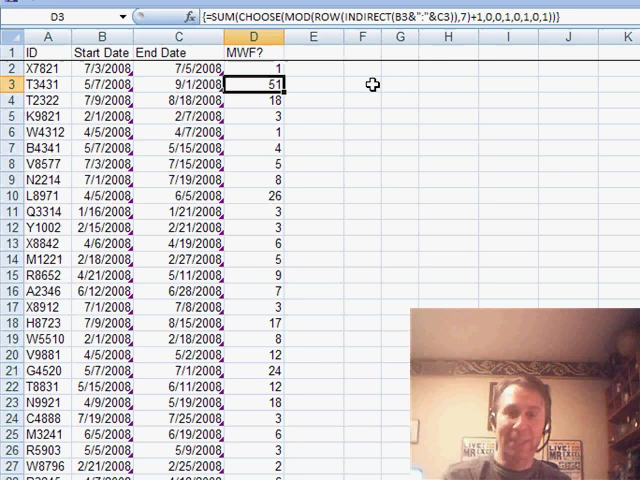 D3 fx {=SUM(CHOOSE(MOD(ROW(INDIRECT(B3&":"&C3)),7)+1,0,0,1,0,1,0,1))}
A B C D E F G H I J K
1 ID Start Date End Date MWF?
2 X7821 7/3/2008 7/5/2008 1
3 T3431 5/7/2008 9/1/2008 51
4 T2322 7/9/2008 8/18/2008 18
5 K9821 2/1/2008 2/7/2008 3
6 W4312 4/5/2008 4/7/2008 1
7 B4341 5/7/2008 5/15/2008 4
8 V8577 7/3/2008 7/15/2008 5
9 N2214 7/1/2008 7/19/2008 8
10 L8971 4/5/2008 6/5/2008 26
11 Q3314 1/16/2008 1/21/2008 3
12 Y1002 2/15/2008 2/21/2008 3
13 X8842 4/6/2008 4/19/2008 6
14 M1221 2/18/2008 2/27/2008 5
15 R8652 4/21/2008 5/11/2008 9
16 A2346 6/12/2008 6/28/2008 7
17 X8912 7/1/2008 7/8/2008 3
18 H8723 7/9/2008 8/15/2008 17
19 W5510 2/1/2008 2/18/2008 8
20 V9881 4/5/2008 5/2/2008 12
21 G4520 5/7/2008 7/1/2008 24
22 T8831 5/15/2008 6/11/2008 12
23 N9921 4/9/2008 5/19/2008 18
24 C4888 7/19/2008 7/25/2008 3
25 M3241 6/5/2008 6/19/2008 6
26 R5903 5/5/2008 5/9/2008 3
27 W8796 2/21/2008 2/25/2008 2
LIVE